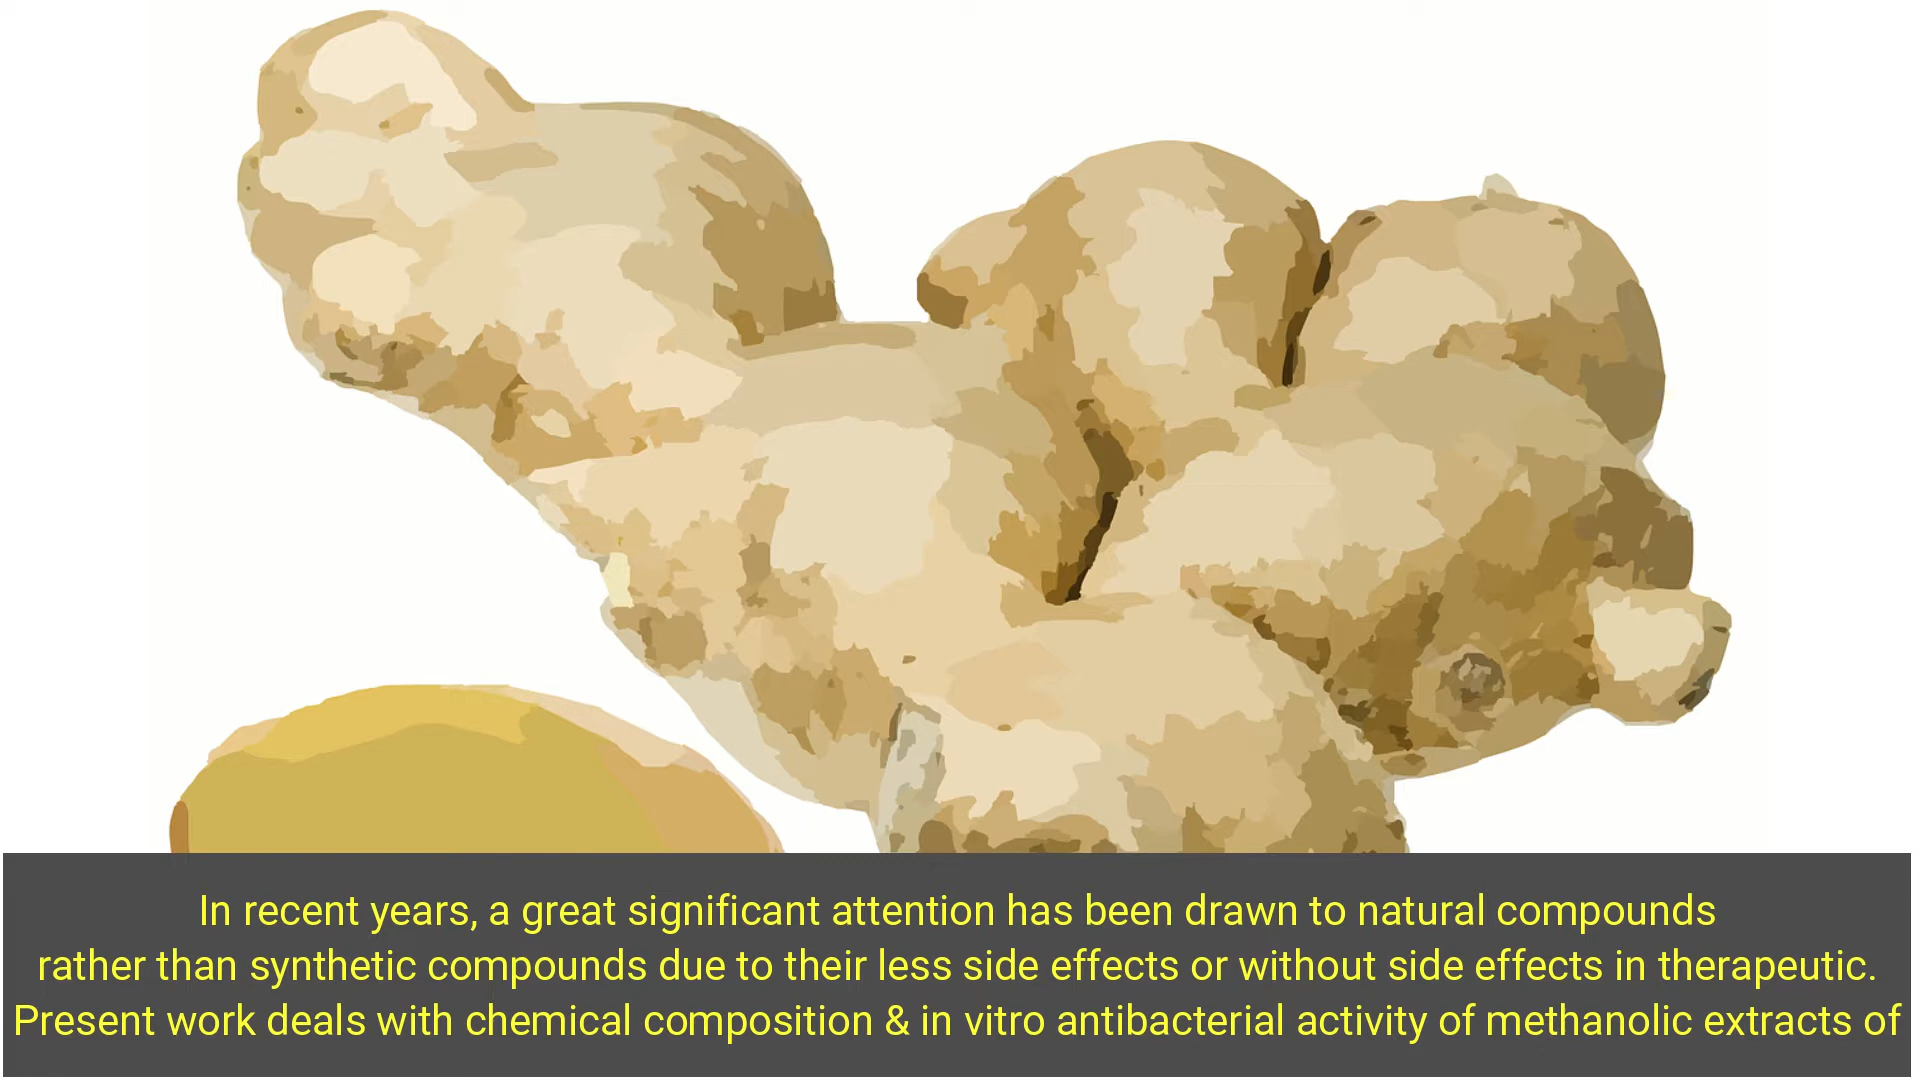 In recent years, a great significant attention has been drawn to natural compounds
rather than synthetic compounds due to their less side effects or without side effects in therapeutic.
Present work deals with chemical composition & in vitro antibacterial activity of methanolic extracts of